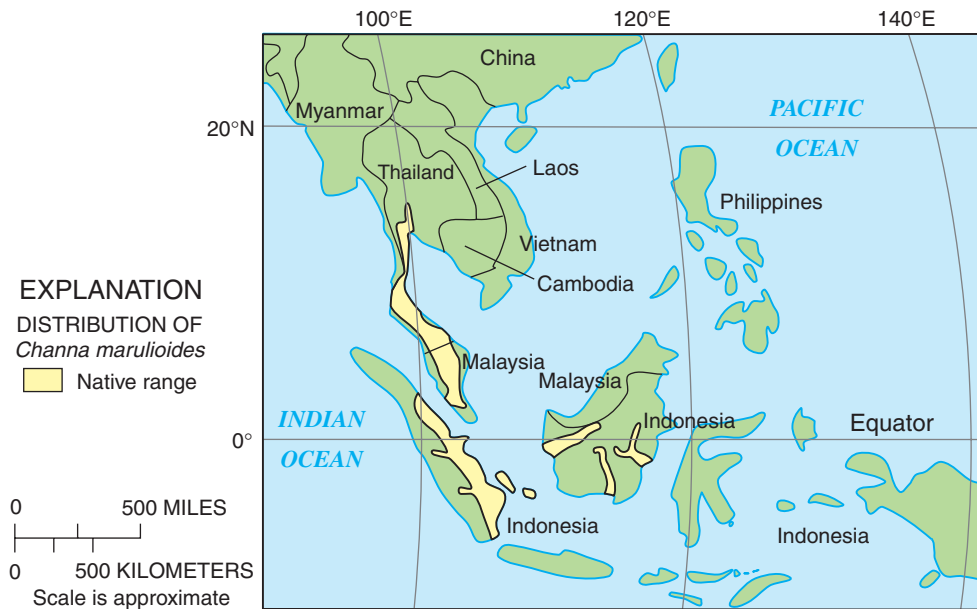 100°E
120°E
140°E
China
Myanmar
PACIFIC
OCEAN
20°N
Laos
Thailand
Philippines
Vietnam
Cambodia
EXPLANATION
DISTRIBUTION OF
Channa marulioides
Native range
Malaysia
Malaysia
INDIAN
OCEAN
Indonesia
Equator
0°
0 500 MILES
0 500 KILOMETERS
Scale is approximate
Indonesia
Indonesia